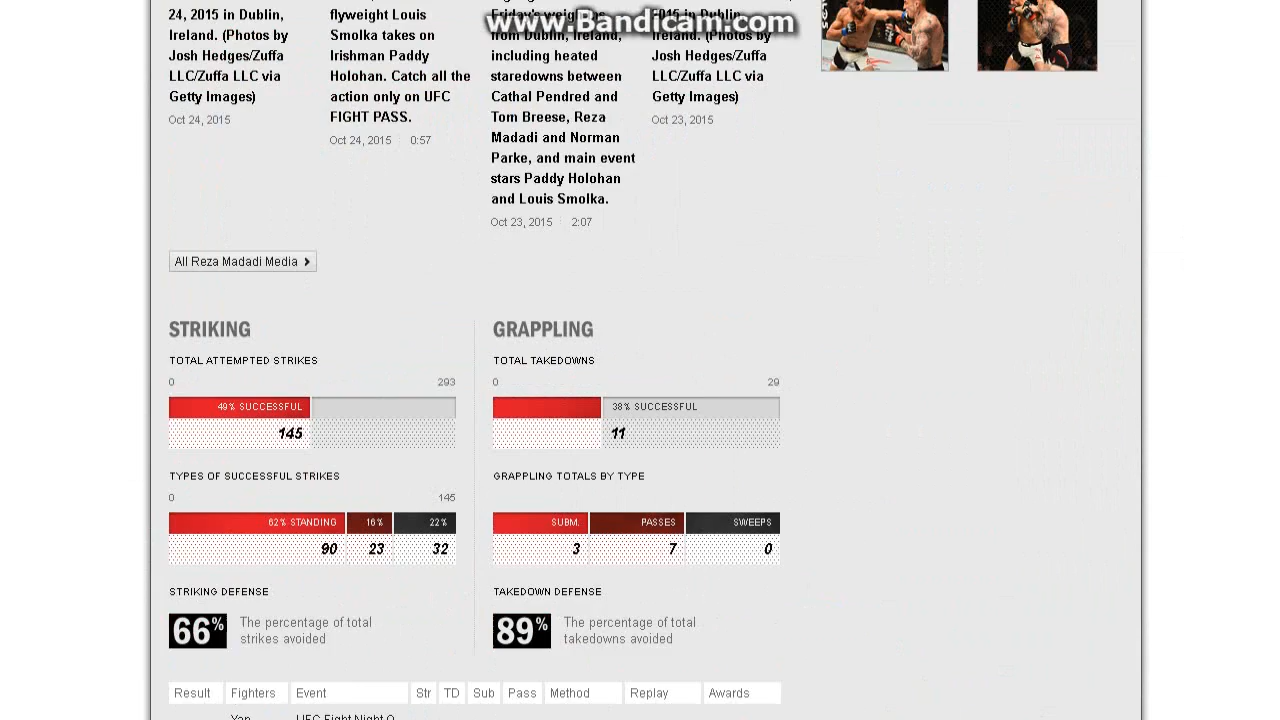 www.Bandicam.com
24, 2015 in Dublin,
Ireland. (Photos by
Josh Hedges/Zuffa
LLC/Zuffa LLC via
Getty Images)
Oct 24, 2015
flyweight Louis
Smolka takes on
Irishman Paddy
Holohan. Catch all the
action only on UFC
FIGHT PASS.
Oct 24, 2015 0:57
from Dublin, Ireland,
including heated
staredowns between
Cathal Pendred and
Tom Breese, Reza
Madadi and Norman
Parke, and main event
stars Paddy Holohan
and Louis Smolka.
Oct 23, 2015 2:07
2015 in Dublin,
Ireland. (Photos by
Josh Hedges/Zuffa
LLC/Zuffa LLC via
Getty Images)
Oct 23, 2015
All Reza Madadi Media
STRIKING
TOTAL ATTEMPTED STRIKES
0 293
49% SUCCESSFUL
145
TYPES OF SUCCESSFUL STRIKES
0 145
62% STANDING 16% 22%
90 23 32
STRIKING DEFENSE
66% The percentage of total
strikes avoided
GRAPPLING
TOTAL TAKEDOWNS
0 29
38% SUCCESSFUL
11
GRAPPLING TOTALS BY TYPE
SUBM. PASSES SWEEPS
3 7 0
TAKEDOWN DEFENSE
89% The percentage of total
takedowns avoided
Result Fighters Event Str TD Sub Pass Method Replay Awards
Yan UFC Fight Night O